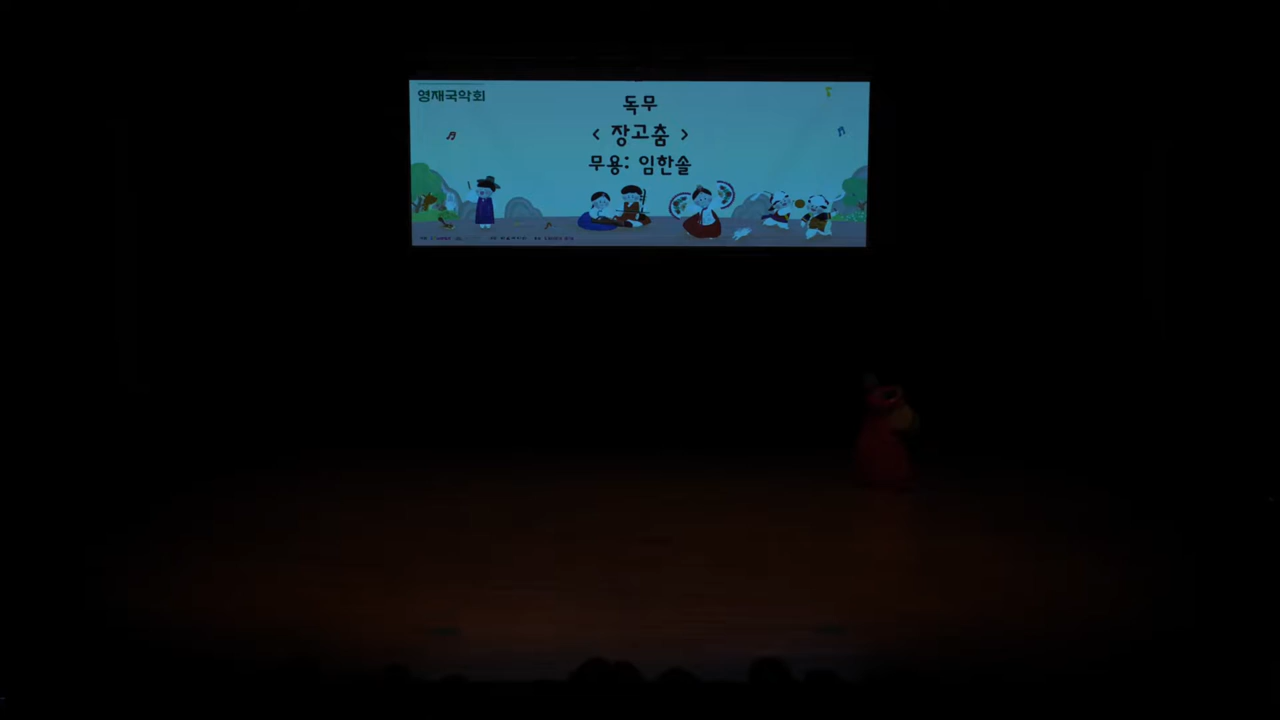 영재국악회
독무
< 장고춤 >
무용: 임한솔